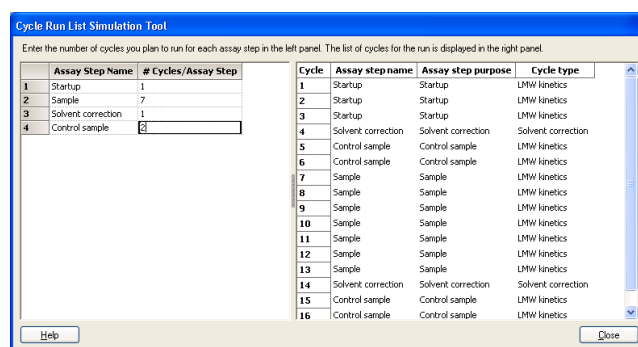 Cycle Run List Simulation Tool
Enter the number of cycles you plan to run for each assay step in the left panel. The list of cycles for the run is displayed in the right panel.
Assay Step Name # Cycles/Assay Step
1 Startup 1
2 Sample 7
3 Solvent correction 1
4 Control sample 2
Cycle Assay step name Assay step purpose Cycle type
1 Startup Startup LMW kinetics
2 Startup Startup LMW kinetics
3 Startup Startup LMW kinetics
4 Solvent correction Solvent correction Solvent correction
5 Control sample Control sample LMW kinetics
6 Control sample Control sample LMW kinetics
7 Sample Sample LMW kinetics
8 Sample Sample LMW kinetics
9 Sample Sample LMW kinetics
10 Sample Sample LMW kinetics
11 Sample Sample LMW kinetics
12 Sample Sample LMW kinetics
13 Sample Sample LMW kinetics
14 Solvent correction Solvent correction Solvent correction
15 Control sample Control sample LMW kinetics
16 Control sample Control sample LMW kinetics
Help Close